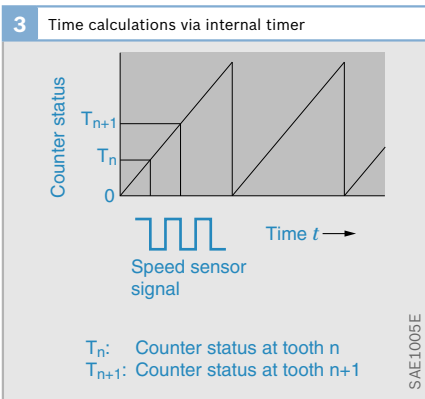 3 Time calculations via internal timer
Counter status
Tn+1
Tn
0
Time t
Speed sensor
signal
Tn: Counter status at tooth n
Tn+1: Counter status at tooth n+1
SAE1005E